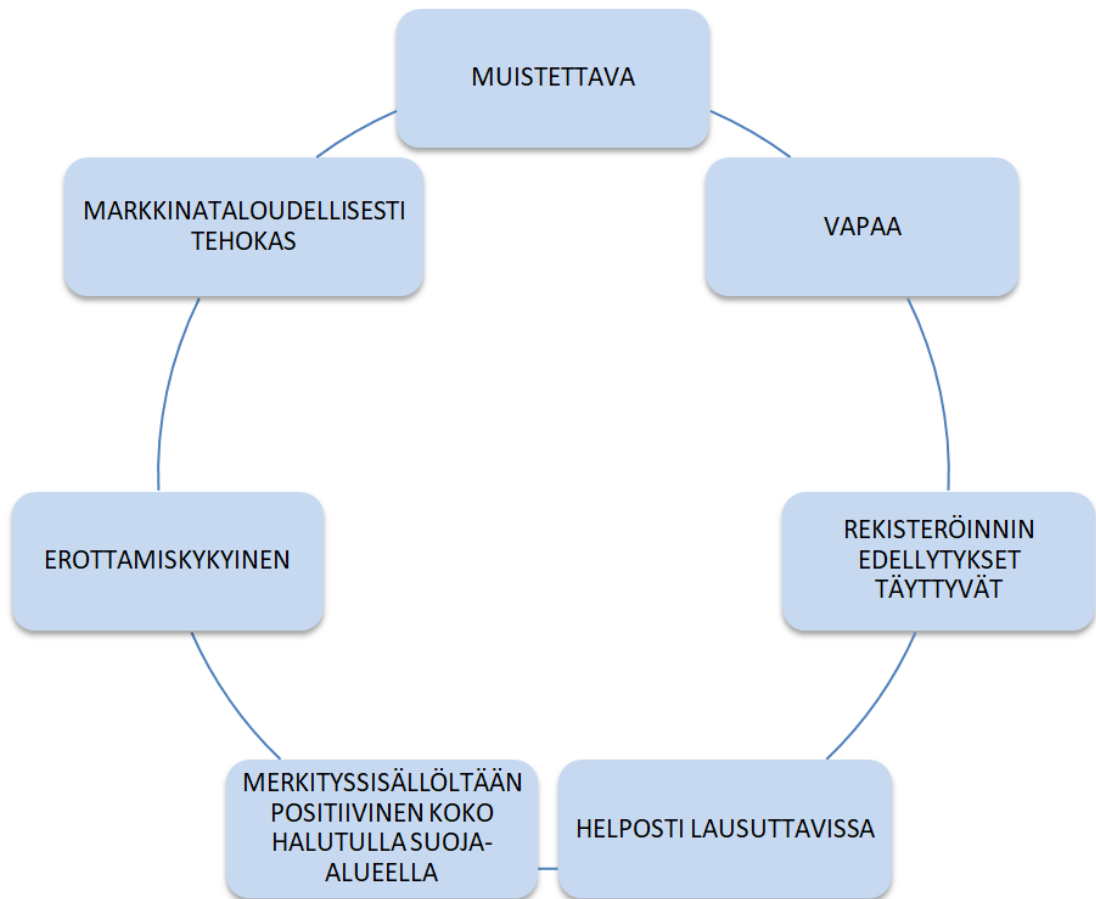 MUISTETTAVA
VAPAA
REKISTERÖINNIN
EDELLYTYKSET
TÄYTTYVÄT
HELPOSTI LAUSUTTAVISSA
MERKITYSSISÄLLÖLTÄÄN
POSITIIVINEN KOKO
HALUTULLA SUOJA-
ALUEELLA
EROTTAMISKYKYINEN
MARKKINATALOUDELLISESTI
TEHOKAS